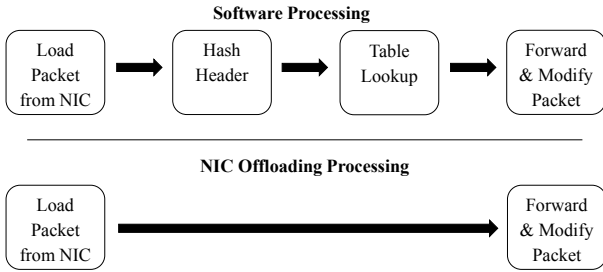 Software Processing
Load
Packet
from NIC
Hash
Header
Table
Lookup
Forward
& Modify
Packet
NIC Offloading Processing
Load
Packet
from NIC
Forward
& Modify
Packet